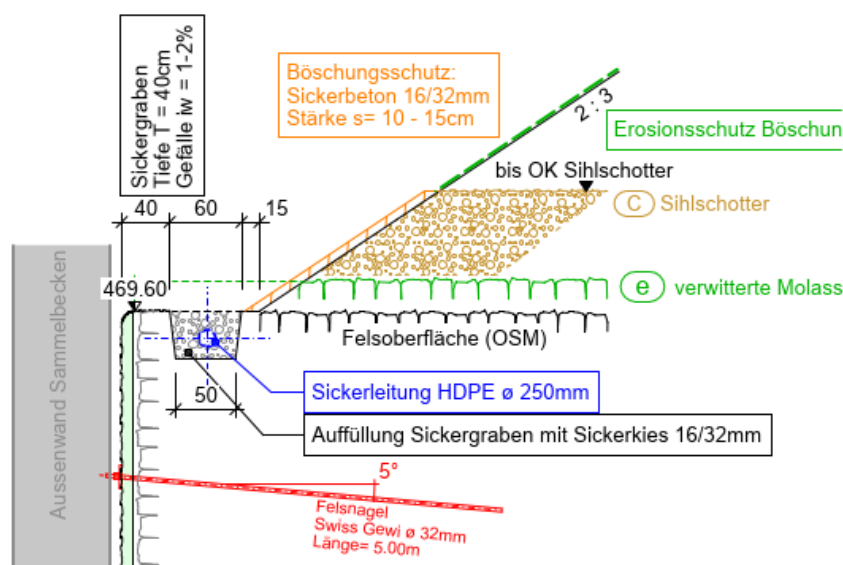 Sickergraben
Tiefe T = 40cm
Gefälle iw = 1-2%
Böschungsschutz:
Sickerbeton 16/32mm
Stärke s= 10 - 15cm
2 : 3
Erosionsschutz Böschun
bis OK Sihlschotter
C Sihlschotter
40 60 15
469.60
e verwitterte Molass
Felsoberfläche (OSM)
Sickerleitung HDPE ø 250mm
50
Auffüllung Sickergraben mit Sickerkies 16/32mm
Aussenwand Sammelbecken
5°
Felsnagel
Swiss Gewi ø 32mm
Länge= 5.00m